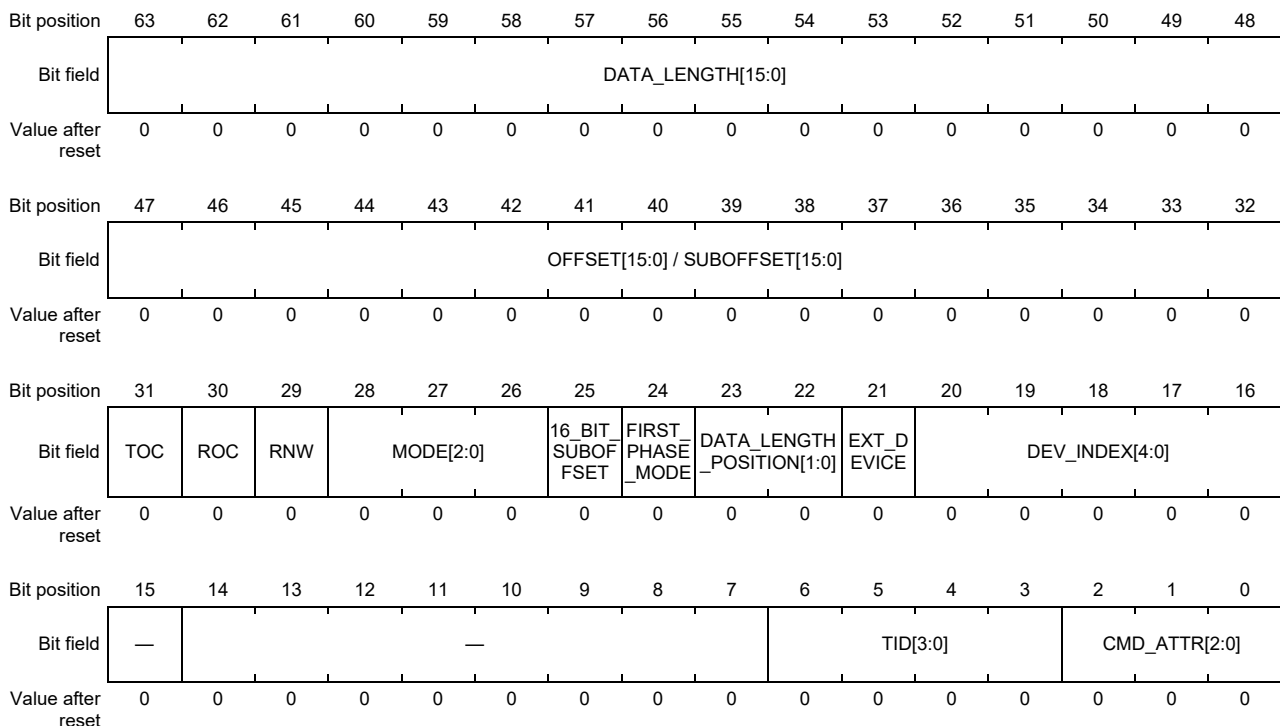 Bit position 63 62 61 60 59 58 57 56 55 54 53 52 51 50 49 48
Bit field DATA_LENGTH[15:0]
Value after reset 0 0 0 0 0 0 0 0 0 0 0 0 0 0 0 0
Bit position 47 46 45 44 43 42 41 40 39 38 37 36 35 34 33 32
Bit field OFFSET[15:0] / SUBOFFSET[15:0]
Value after reset 0 0 0 0 0 0 0 0 0 0 0 0 0 0 0 0
Bit position 31 30 29 28 27 26 25 24 23 22 21 20 19 18 17 16
Bit field TOC ROC RNW MODE[2:0] 16_BIT_SUBOFFSET FIRST_PHASE_MODE DATA_LENGTH_POSITION[1:0] EXT_DEVICE DEV_INDEX[4:0]
Value after reset 0 0 0 0 0 0 0 0 0 0 0 0 0 0 0 0
Bit position 15 14 13 12 11 10 9 8 7 6 5 4 3 2 1 0
Bit field — — TID[3:0] CMD_ATTR[2:0]
Value after reset 0 0 0 0 0 0 0 0 0 0 0 0 0 0 0 0